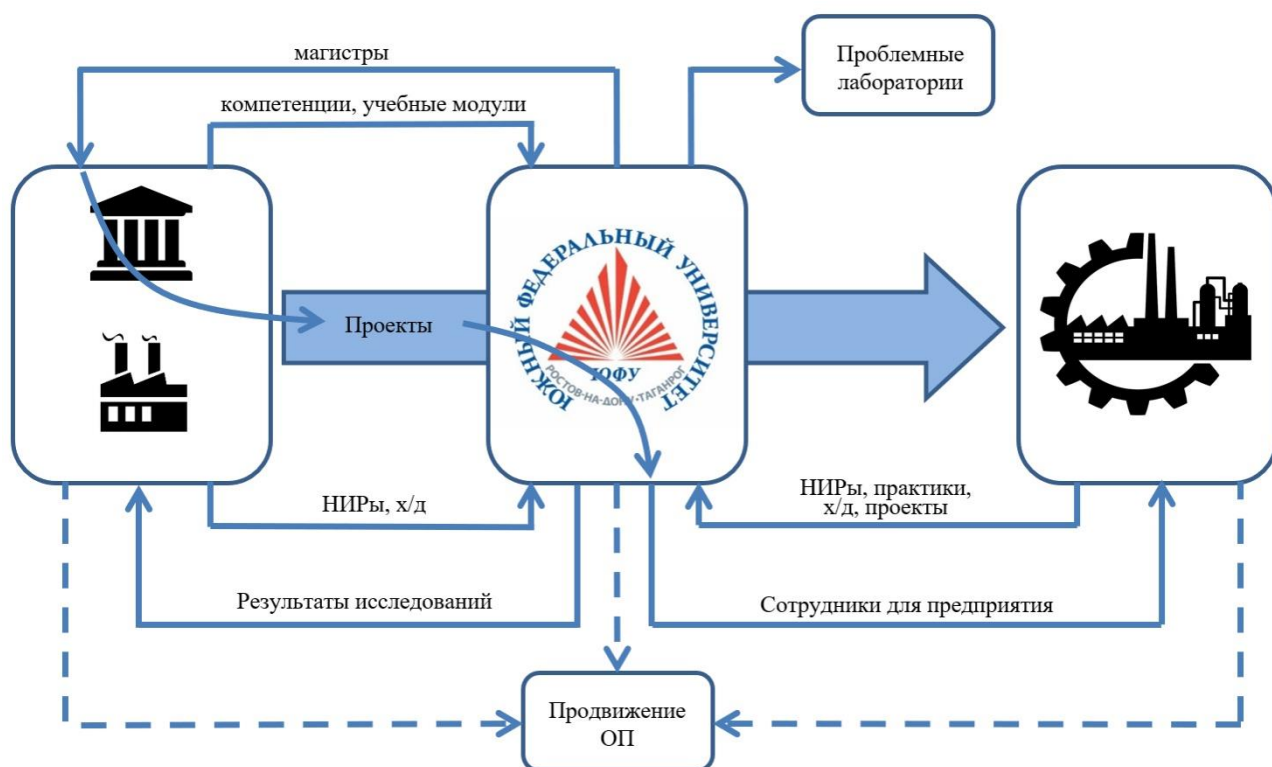 магистры
Проблемные
лаборатории
компетенции, учебные модули
ЮЖНЫЙ ФЕДЕРАЛЬНЫЙ УНИВЕРСИТЕТ
Проекты
ЮФУ
РОСТОВ-НА-ДОНУ•ТАГАНРОГ
НИРы, х/д
НИРы, практики,
х/д, проекты
Результаты исследований
Сотрудники для предприятия
Продвижение
ОП